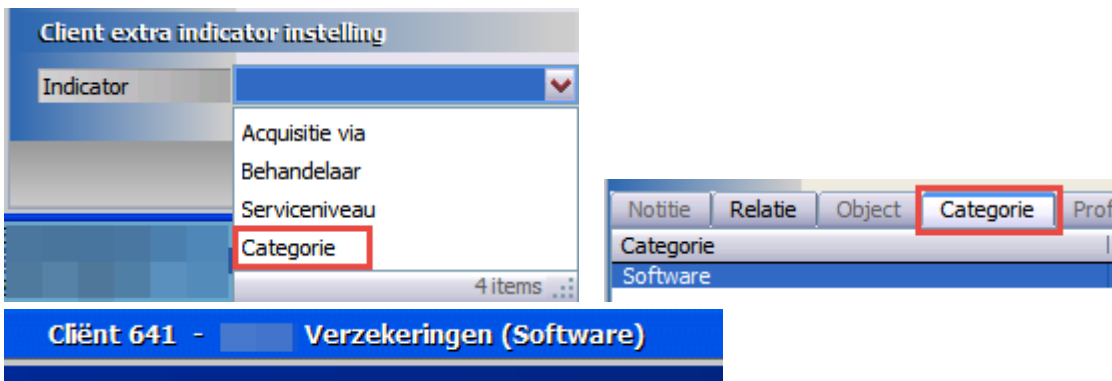 Client extra indicator instelling
Indicator
Acquisitie via
Behandelaar
Serviceniveau
Categorie
4 items
Notitie Relatie Object Categorie Prof
Categorie
Software
Cliënt 641 - Verzekeringen (Software)